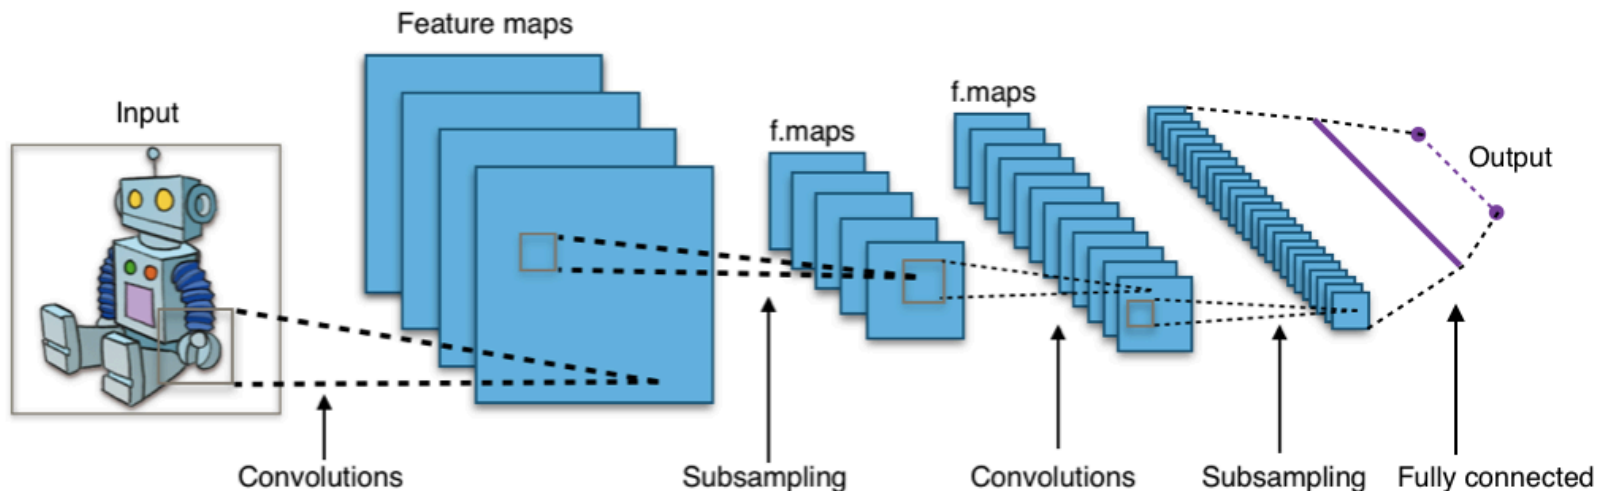 Feature maps
Input
f.maps
f.maps
Output
Convolutions
Subsampling
Convolutions
Subsampling
Fully connected